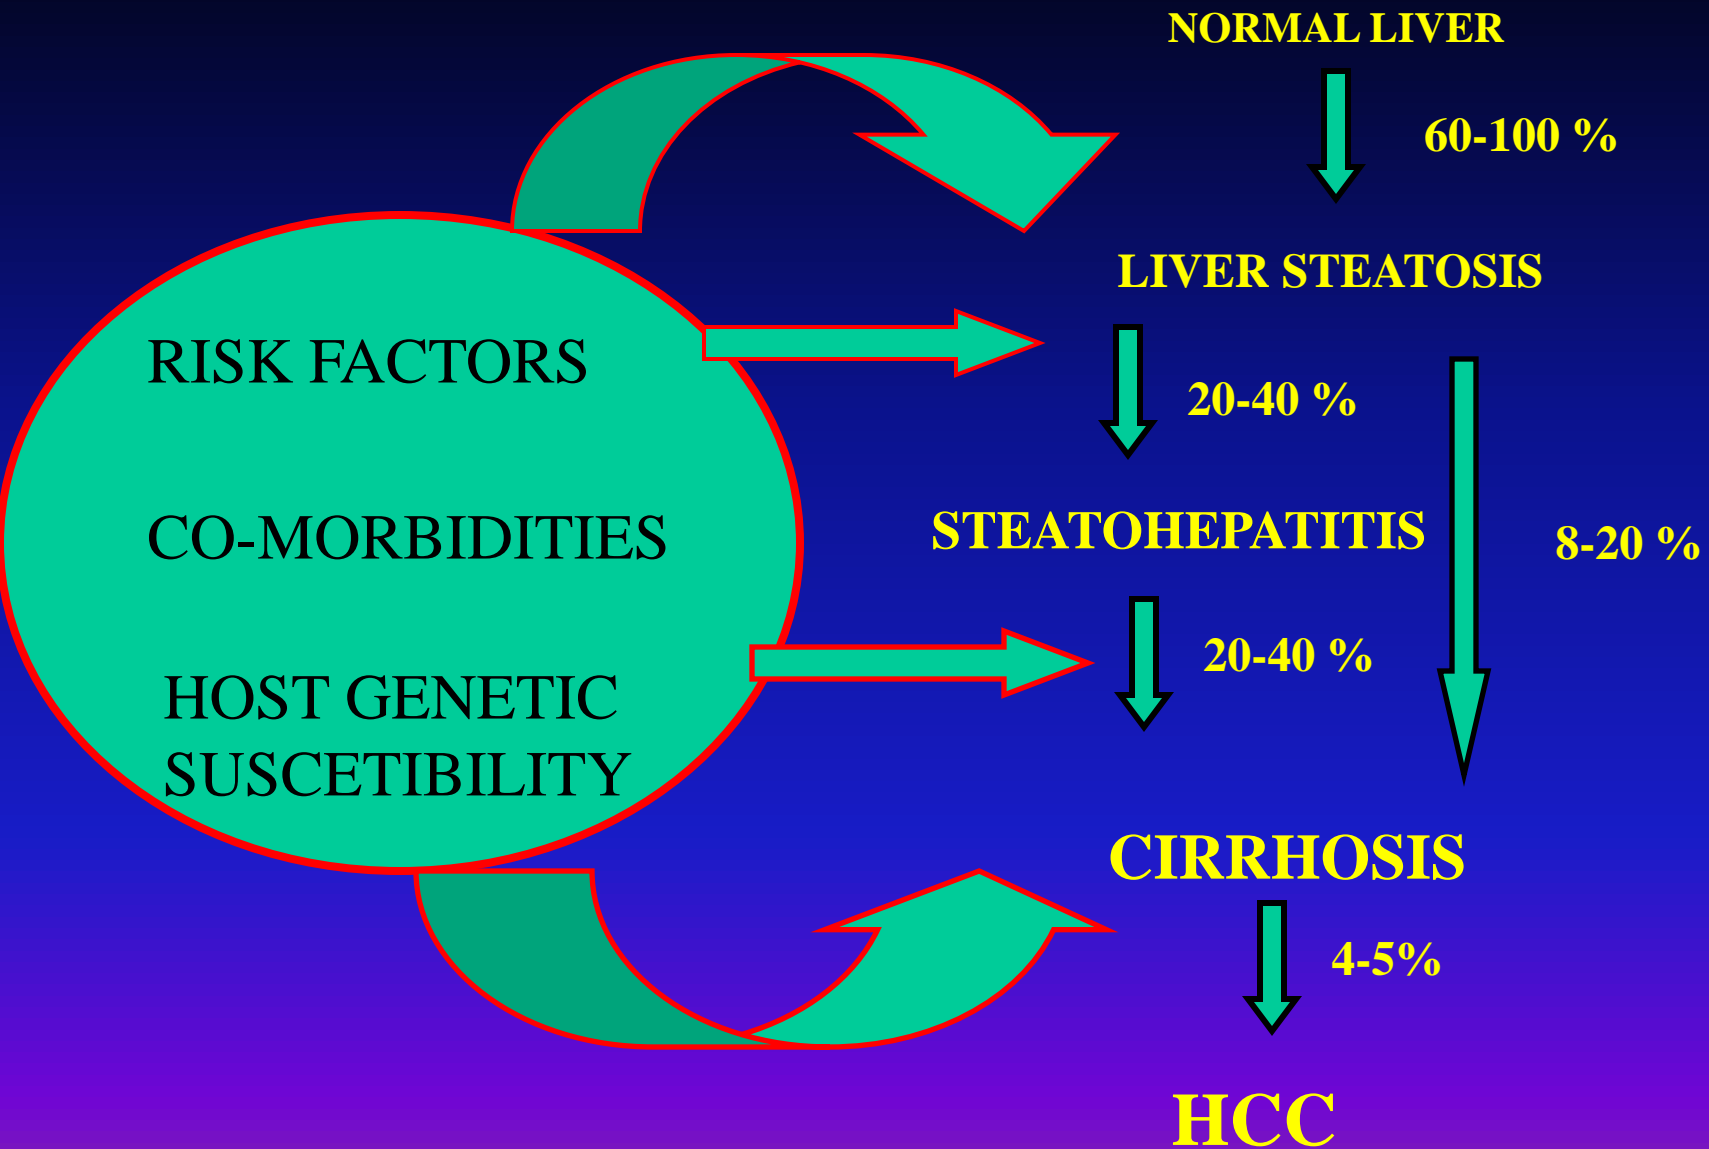 NORMAL LIVER
60-100 %
LIVER STEATOSIS
RISK FACTORS
20-40 %
CO-MORBIDITIES
STEATOHEPATITIS
8-20 %
20-40 %
HOST GENETIC
SUSCETIBILITY
CIRRHOSIS
4-5%
HCC